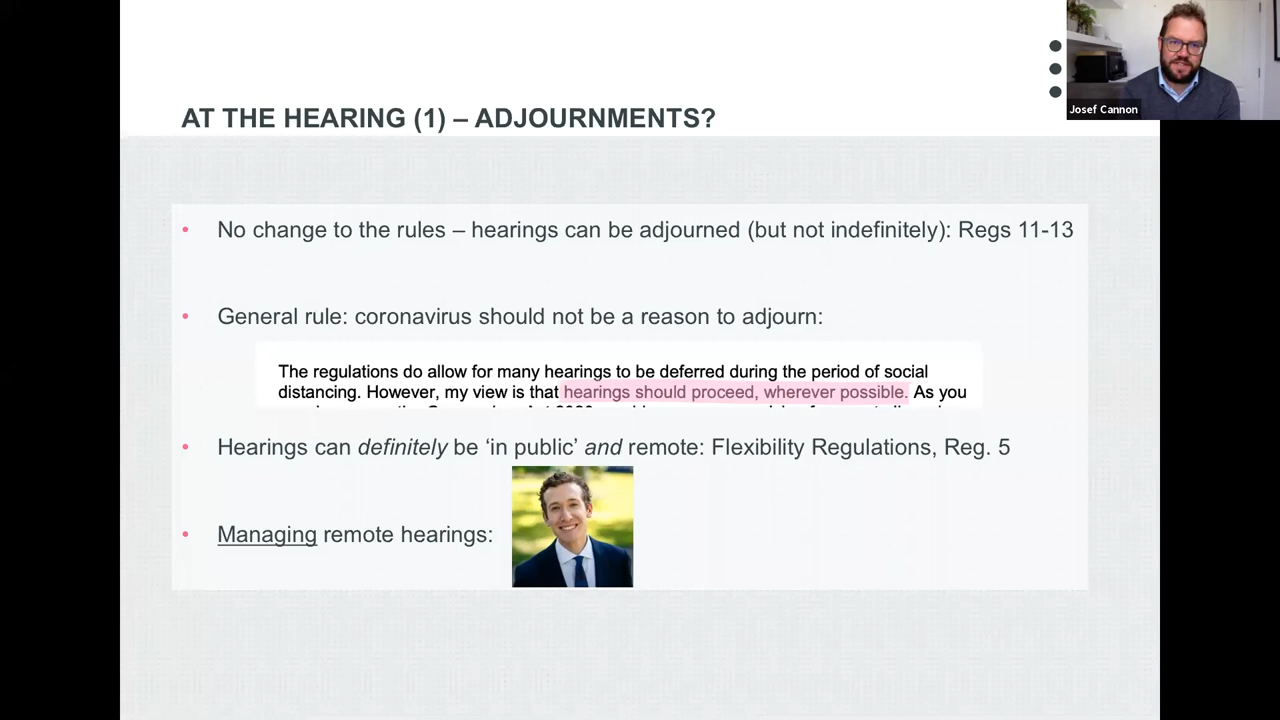 Josef Cannon
AT THE HEARING (1) – ADJOURNMENTS?
• No change to the rules – hearings can be adjourned (but not indefinitely): Regs 11-13
• General rule: coronavirus should not be a reason to adjourn:
The regulations do allow for many hearings to be deferred during the period of social
distancing. However, my view is that hearings should proceed, wherever possible. As you
• Hearings can definitely be ‘in public’ and remote: Flexibility Regulations, Reg. 5
• Managing remote hearings: